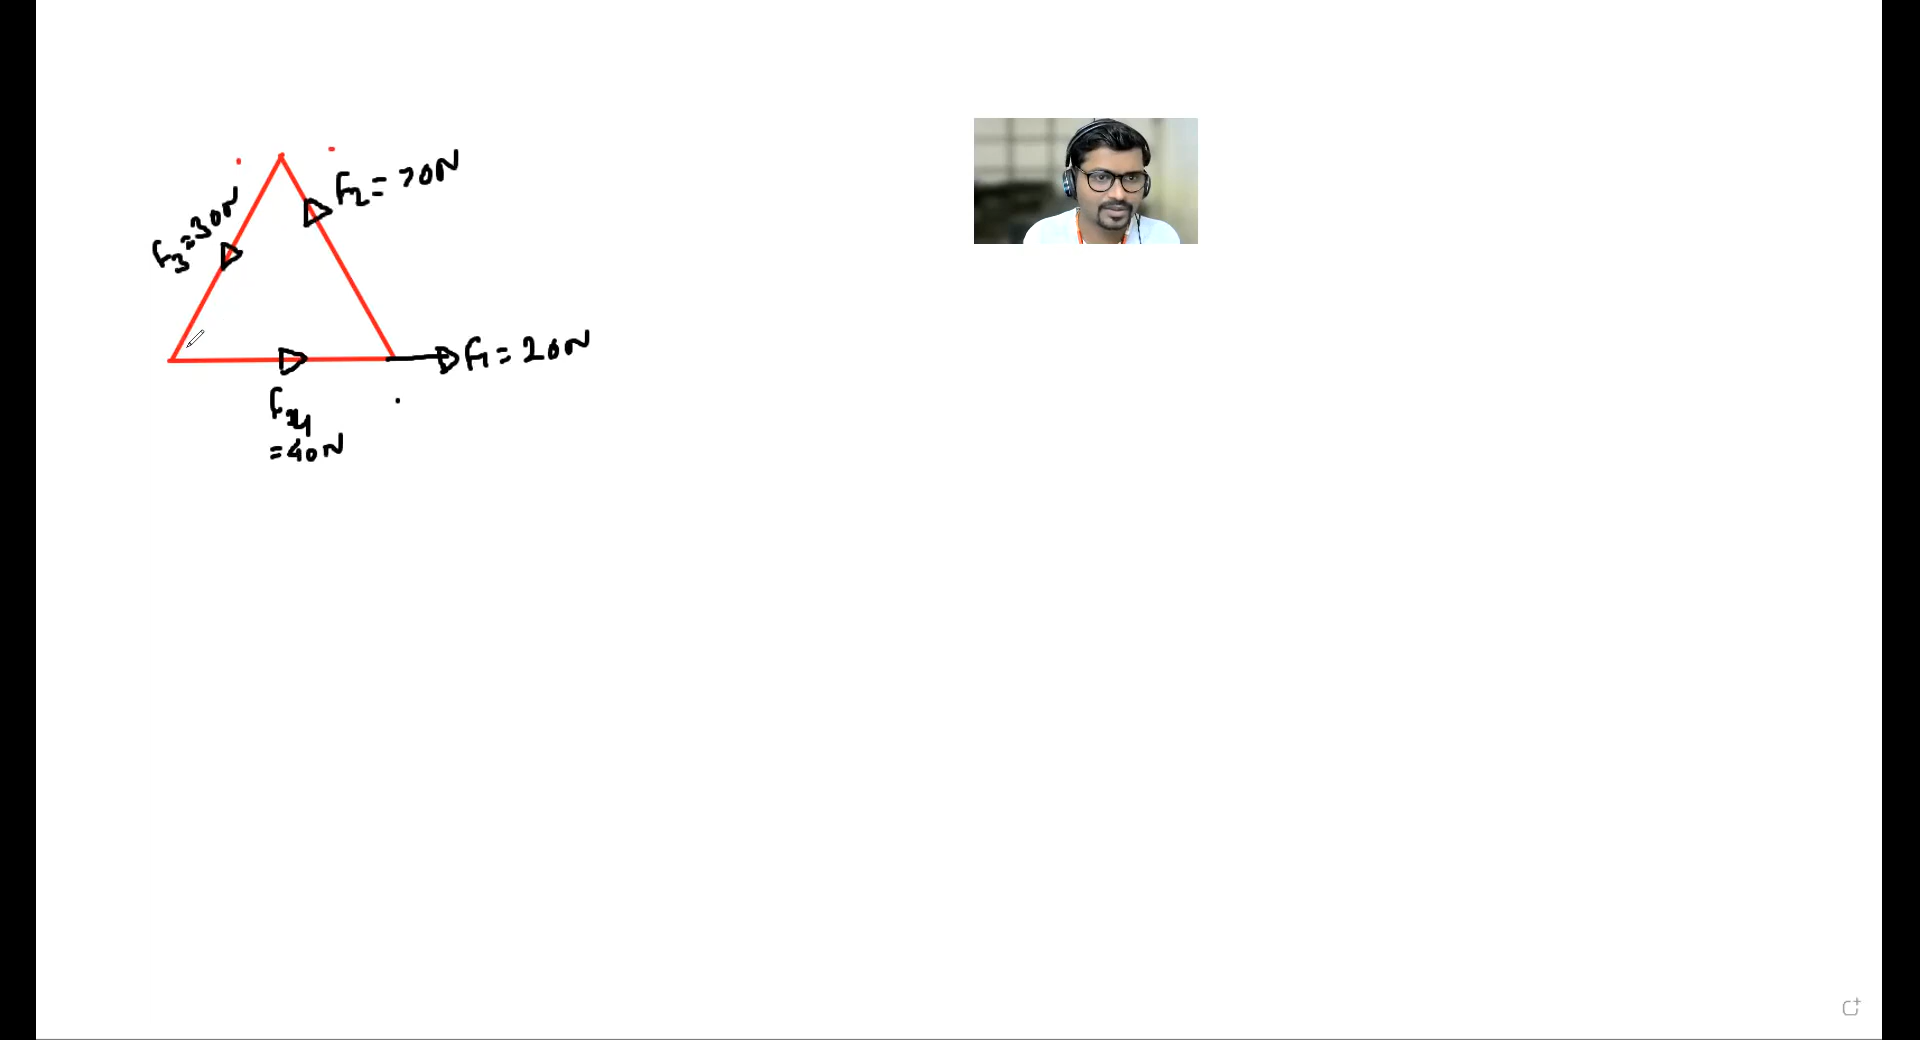 F2 = 70N
F3=30N
F1 = 20N
F4
=40N